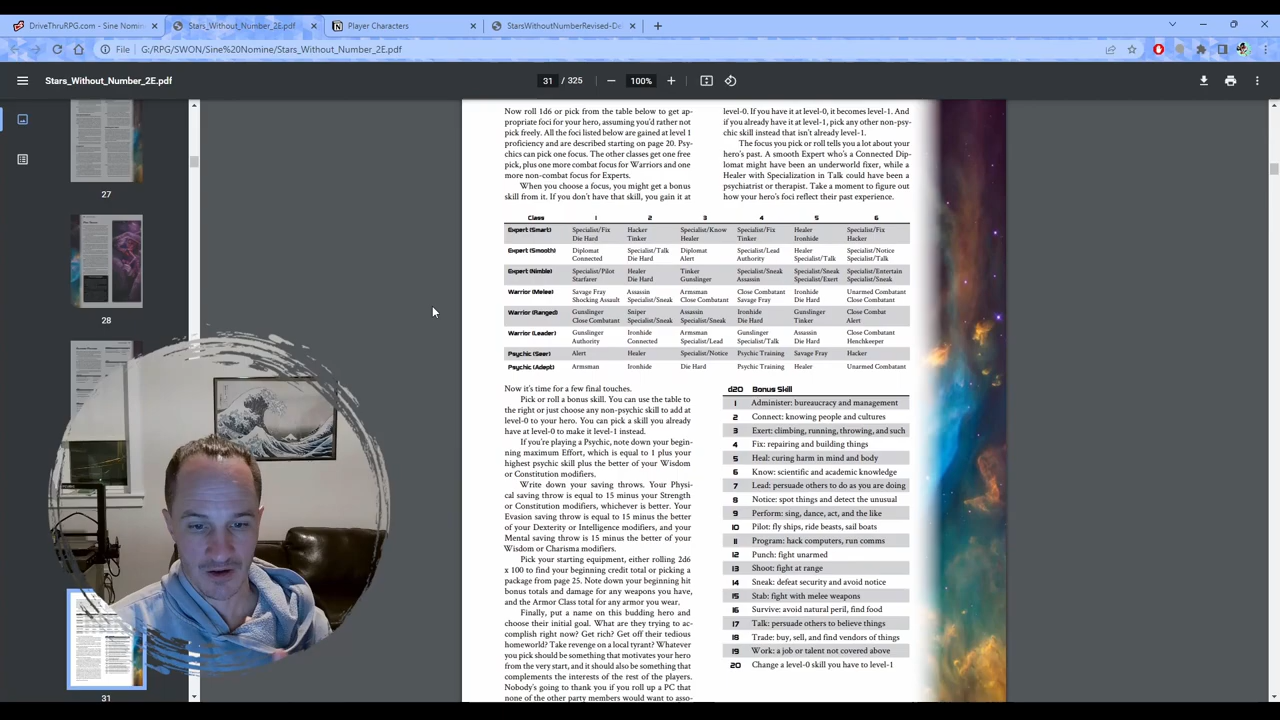 DriveThruRPG.com - Sine Nomine
Stars_Without_Number_2E.pdf
Player Characters
StarsWithoutNumberRevised-De
File
G:/RPG/SWON/Sine%20Nomine/Stars_Without_Number_2E.pdf
Stars_Without_Number_2E.pdf
31 / 325
100%
27
28
31
Now roll 1d6 or pick from the table below to get ap-
propriate foci for your hero, assuming you'd rather not
pick freely. All the foci listed below are gained at level 1
proficiency and are described starting on page 20. Psy-
chics can pick one focus. The other classes get one free
pick, plus one more combat focus for Warriors and one
more non-combat focus for Experts.
When you choose a focus, you might get a bonus
skill from it. If you don't have that skill, you gain it at
level-0. If you have it at level-0, it becomes level-1. And
if you already have it at level-1, pick any other non-psy-
chic skill instead that isn't already level-1.
The focus you pick or roll tells you a lot about your
hero's past. A smooth Expert who's a Connected Dip-
lomat might have been an underworld fixer, while a
Healer with Specialization in Talk could have been a
psychiatrist or therapist. Take a moment to figure out
how your hero's foci reflect their past experience.
Class 1 2 3 4 5 6
Expert (Smart) Specialist/Fix Hacker Specialist/Know Specialist/Fix Healer Specialist/Fix
Die Hard Tinker Healer Tinker Ironhide Hacker
Expert (Smooth) Diplomat Specialist/Talk Diplomat Specialist/Lead Healer Specialist/Notice
Connected Die Hard Alert Authority Specialist/Talk Specialist/Talk
Expert (Nimble) Specialist/Pilot Healer Tinker Specialist/Sneak Specialist/Sneak Specialist/Entertain
Starfarer Die Hard Gunslinger Assassin Specialist/Exert Specialist/Sneak
Warrior (Melee) Savage Fray Assassin Armsman Close Combatant Ironhide Unarmed Combatant
Shocking Assault Specialist/Sneak Close Combatant Savage Fray Die Hard Close Combatant
Warrior (Ranged) Gunslinger Sniper Assassin Ironhide Gunslinger Close Combat
Close Combatant Specialist/Sneak Specialist/Sneak Die Hard Tinker Alert
Warrior (Leader) Gunslinger Ironhide Armsman Gunslinger Assassin Close Combatant
Authority Connected Specialist/Lead Specialist/Talk Die Hard Henchkeeper
Psychic (Seer) Alert Healer Specialist/Notice Psychic Training Savage Fray Hacker
Psychic (Adept) Armsman Ironhide Die Hard Psychic Training Healer Unarmed Combatant
Now it's time for a few final touches.
Pick or roll a bonus skill. You can use the table to
the right or just choose any non-psychic skill to add at
level-0 to your hero. You can pick a skill you already
have at level-0 to make it level-1 instead.
If you're playing a Psychic, note down your begin-
ning maximum Effort, which is equal to 1 plus your
highest psychic skill plus the better of your Wisdom
or Constitution modifiers.
Write down your saving throws. Your Physi-
cal saving throw is equal to 15 minus your Strength
or Constitution modifiers, whichever is better. Your
Evasion saving throw is equal to 15 minus the better
of your Dexterity or Intelligence modifiers, and your
Mental saving throw is 15 minus the better of your
Wisdom or Charisma modifiers.
Pick your starting equipment, either rolling 2d6
x 100 to find your beginning credit total or picking a
package from page 25. Note down your beginning hit
bonus totals and damage for any weapons you have,
and the Armor Class total for any armor you wear.
Finally, put a name on this budding hero and
choose their initial goal. What are they trying to ac-
complish right now? Get rich? Get off their tedious
homeworld? Take revenge on a local tyrant? Whatever
you pick should be something that motivates your hero
from the very start, and it should also be something that
complements the interests of the rest of the players.
Nobody's going to thank you if you roll up a PC that
none of the other party members would want to asso-
d20 Bonus Skill
1 Administer: bureaucracy and management
2 Connect: knowing people and cultures
3 Exert: climbing, running, throwing, and such
4 Fix: repairing and building things
5 Heal: curing harm in mind and body
6 Know: scientific and academic knowledge
7 Lead: persuade others to do as you are doing
8 Notice: spot things and detect the unusual
9 Perform: sing, dance, act, and the like
10 Pilot: fly ships, ride beasts, sail boats
11 Program: hack computers, run comms
12 Punch: fight unarmed
13 Shoot: fight at range
14 Sneak: defeat security and avoid notice
15 Stab: fight with melee weapons
16 Survive: avoid natural peril, find food
17 Talk: persuade others to believe things
18 Trade: buy, sell, and find vendors of things
19 Work: a job or talent not covered above
20 Change a level-0 skill you have to level-1